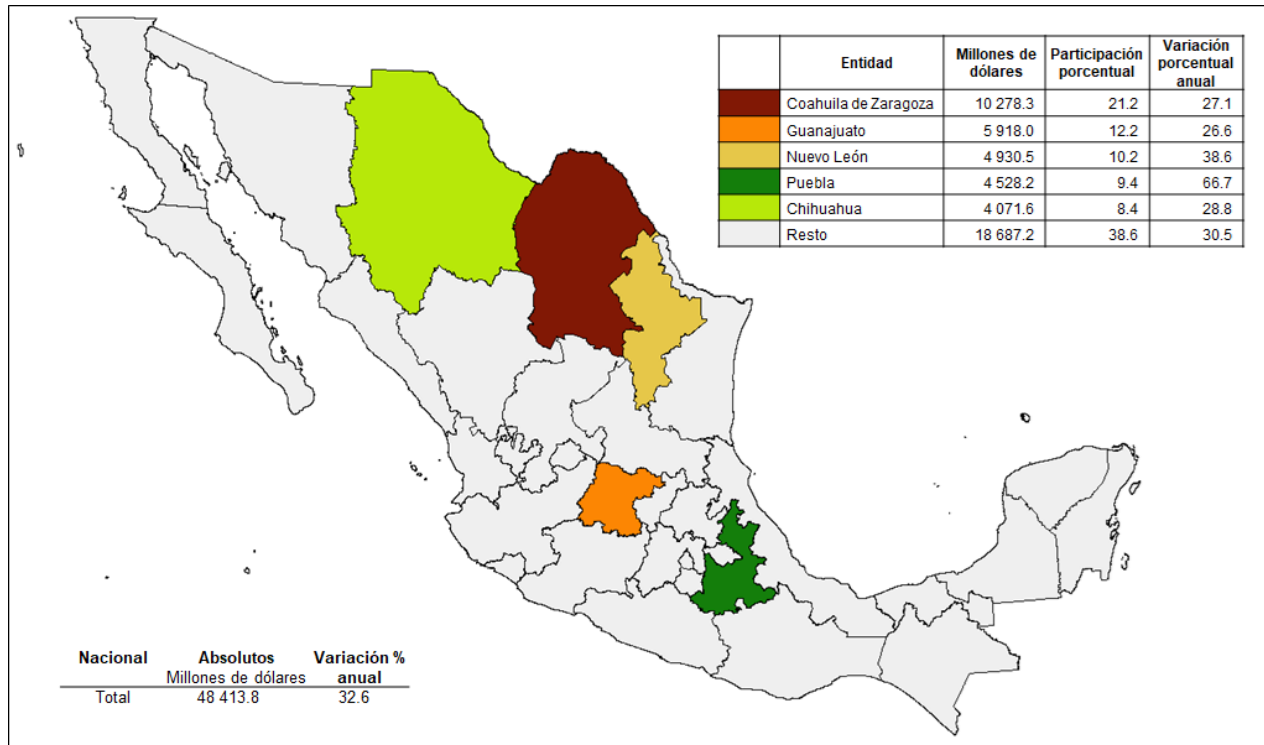 Entidad Millones de dólares Participación porcentual Variación porcentual anual
Coahuila de Zaragoza 10 278.3 21.2 27.1
Guanajuato 5 918.0 12.2 26.6
Nuevo León 4 930.5 10.2 38.6
Puebla 4 528.2 9.4 66.7
Chihuahua 4 071.6 8.4 28.8
Resto 18 687.2 38.6 30.5
Nacional Absolutos Variación %
Millones de dólares anual
Total 48 413.8 32.6